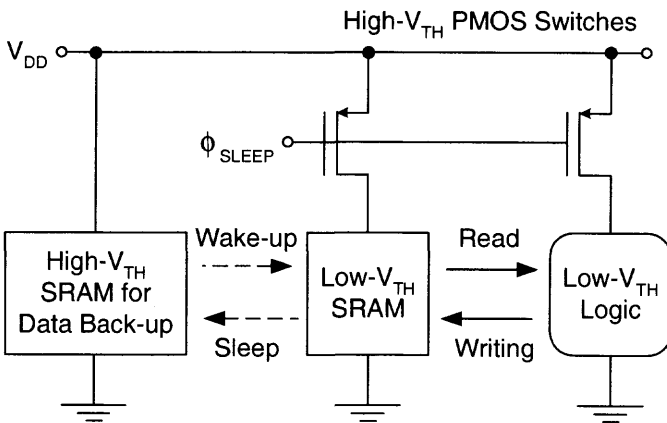 High-V_TH PMOS Switches
V_DD
ϕ_SLEEP
Wake-up
Read
High-V_TH
SRAM for
Data Back-up
Low-V_TH
SRAM
Low-V_TH
Logic
Sleep
Writing